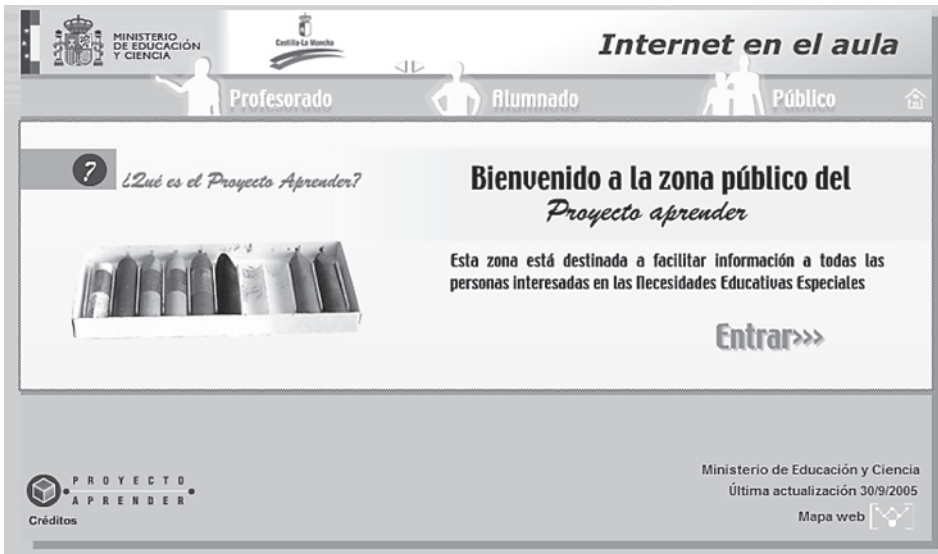 MINISTERIO
DE EDUCACIÓN
Y CIENCIA
Castilla-La Mancha
Internet en el aula
Profesorado
Alumnado
Público
?
¿Qué es el Proyecto Aprender?
Bienvenido a la zona público del
Proyecto aprender
Esta zona está destinada a facilitar información a todas las
personas interesadas en las Necesidades Educativas Especiales
Entrar>>>
PROYECTO
APRENDER
Créditos
Ministerio de Educación y Ciencia
Última actualización 30/9/2005
Mapa web